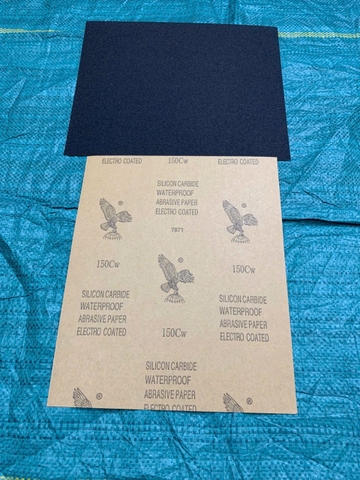 ELECTRO COATED 150Cw ELECTRO COATED
SILICON CARBIDE
WATERPROOF
ABRASIVE PAPER
ELECTRO COATED
7871
®
®
®
150Cw
150Cw
SILICON CARBIDE
WATERPROOF
ABRASIVE PAPER
ELECTRO COATED
SILICON CARBIDE
WATERPROOF
ABRASIVE PAPER
ELECTRO COATED
150Cw
SILICON CARBIDE
WATERPROOF
ABRASIVE PAPER
ELECTRO COATED
®
®